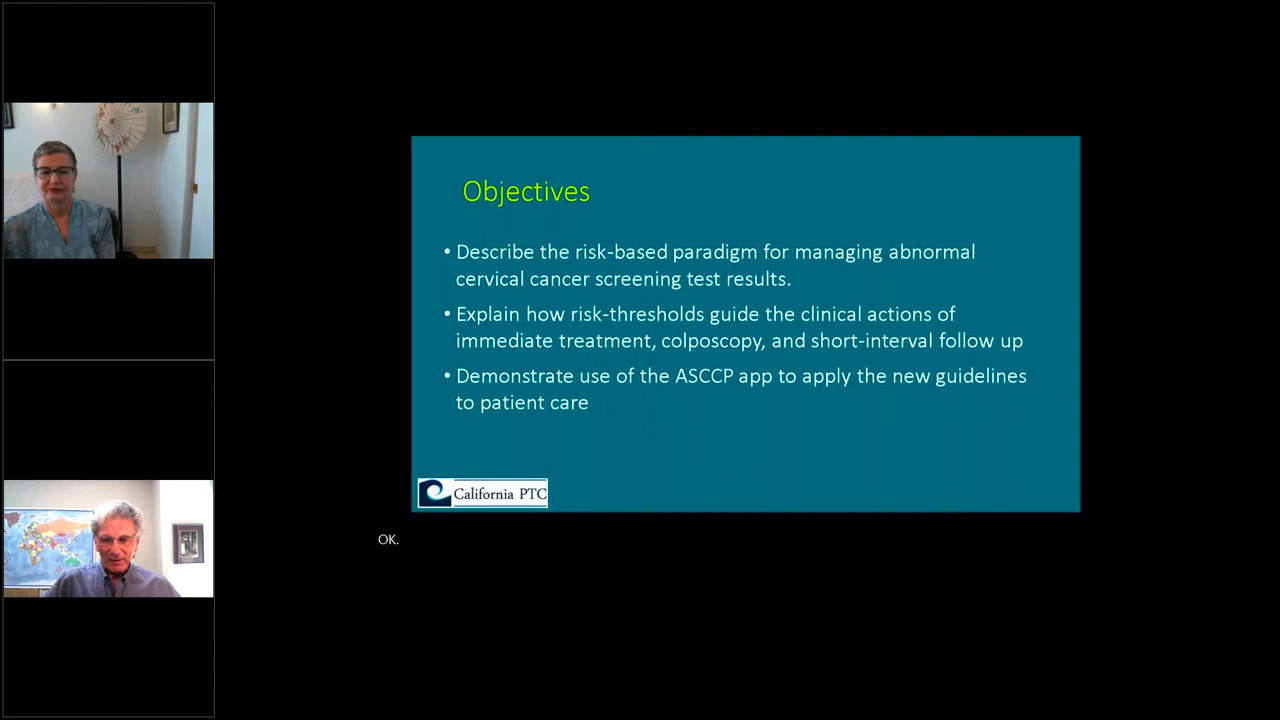 Objectives
• Describe the risk-based paradigm for managing abnormal
cervical cancer screening test results.
• Explain how risk-thresholds guide the clinical actions of
immediate treatment, colposcopy, and short-interval follow up
• Demonstrate use of the ASCCP app to apply the new guidelines
to patient care
California PTC
OK.